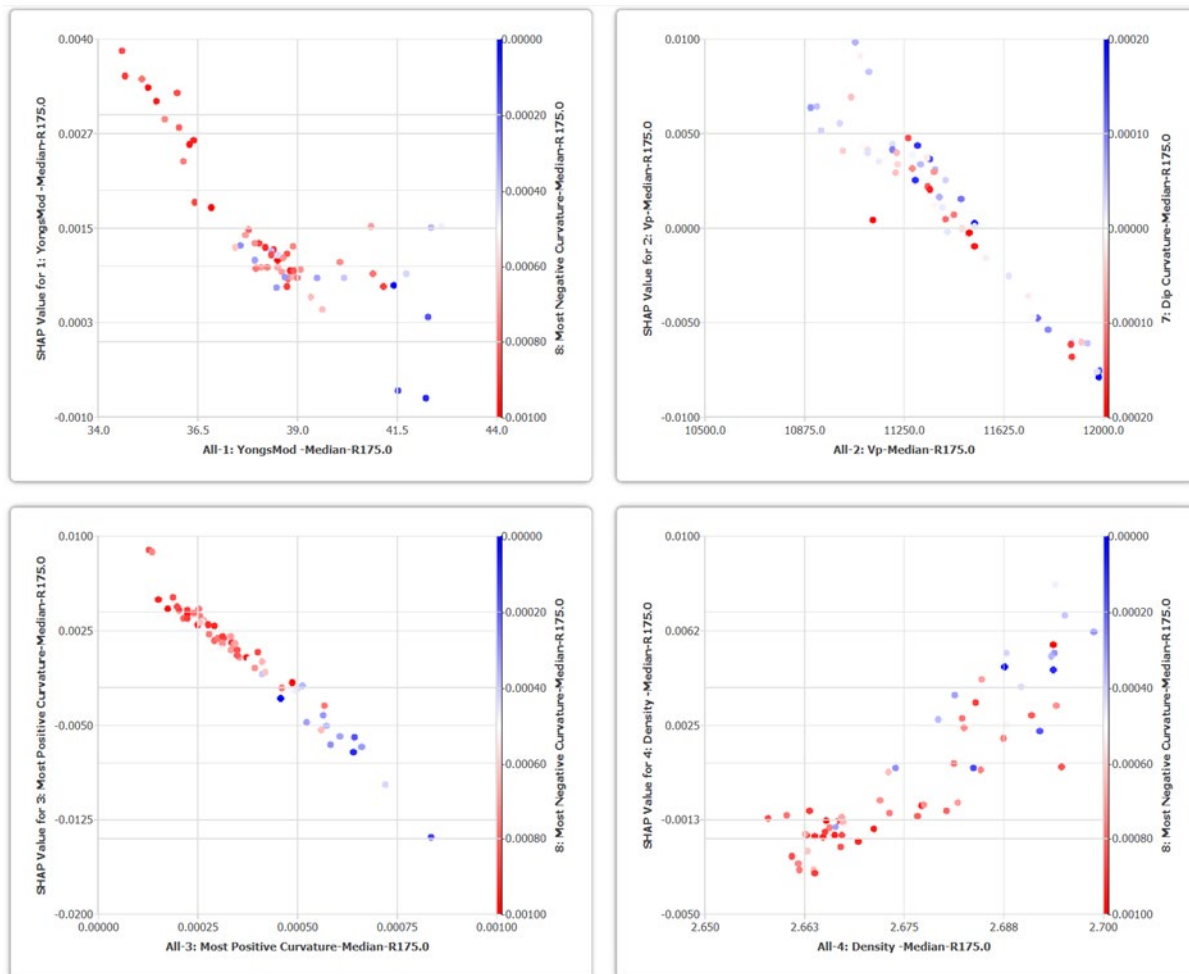 0.0040
0.0027
0.0015
0.0003
-0.0010
34.0 36.5 39.0 41.5 44.0
SHAP Value for 1: YongsMod -Median-R175.0
All-1: YongsMod -Median-R175.0
0.00000
-0.00020
-0.00040
-0.00060
-0.00080
-0.00100
8: Most Negative Curvature-Median-R175.0
0.0100
0.0050
0.0000
-0.0050
-0.0100
10500.0 10875.0 11250.0 11625.0 12000.0
SHAP Value for 2: Vp-Median-R175.0
All-2: Vp-Median-R175.0
0.00020
0.00010
0.00000
-0.00010
-0.00020
7: Dip Curvature-Median-R175.0
0.0100
0.0025
-0.0050
-0.0125
-0.0200
0.00000 0.00025 0.00050 0.00075 0.00100
SHAP Value for 3: Most Positive Curvature-Median-R175.0
All-3: Most Positive Curvature-Median-R175.0
0.00000
-0.00020
-0.00040
-0.00060
-0.00080
-0.00100
8: Most Negative Curvature-Median-R175.0
0.0100
0.0062
0.0025
-0.0013
-0.0050
2.650 2.663 2.675 2.688 2.700
SHAP Value for 4: Density -Median-R175.0
All-4: Density -Median-R175.0
0.00000
-0.00020
-0.00040
-0.00060
-0.00080
-0.00100
8: Most Negative Curvature-Median-R175.0